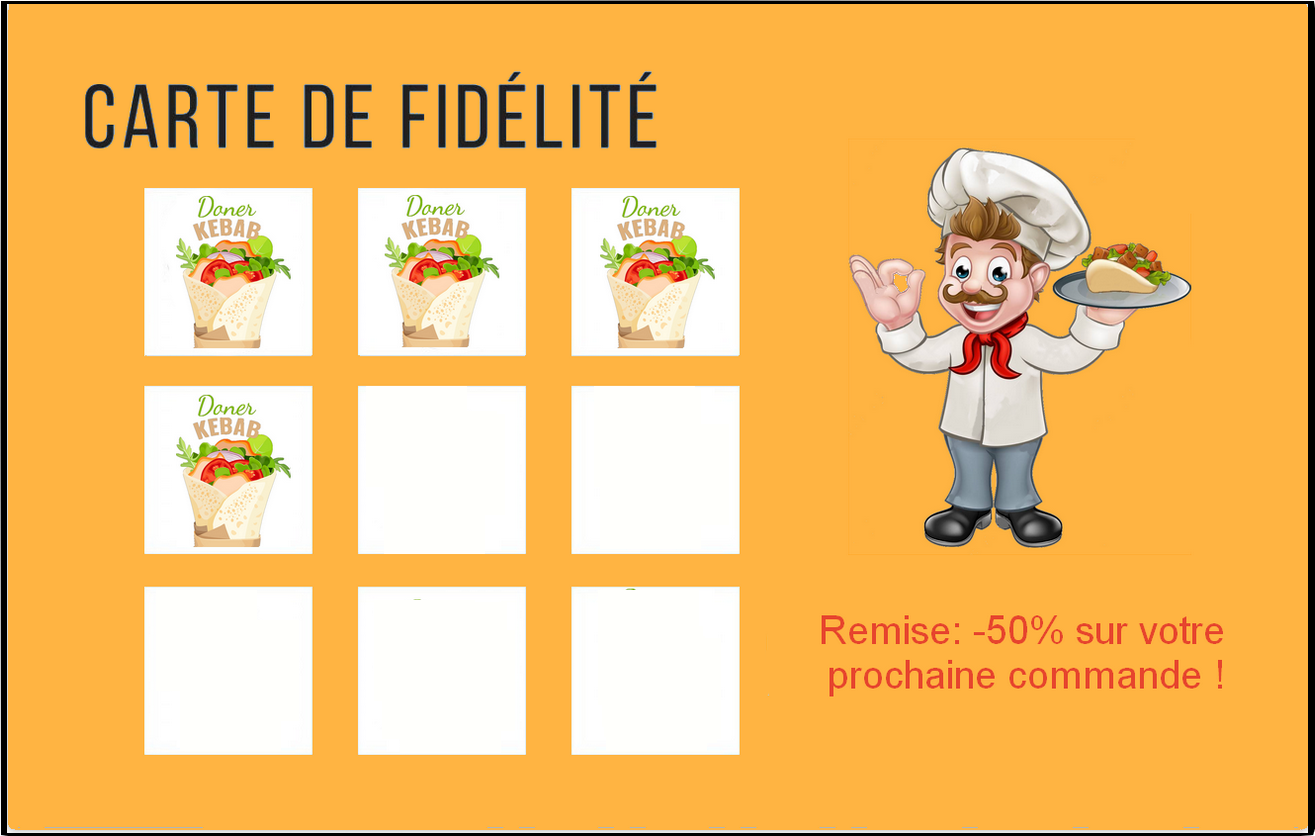 CARTE DE FIDÉLITÉ
Doner
KEBAB
Doner
KEBAB
Doner
KEBAB
Doner
KEBAB
Remise: -50% sur votre
prochaine commande !